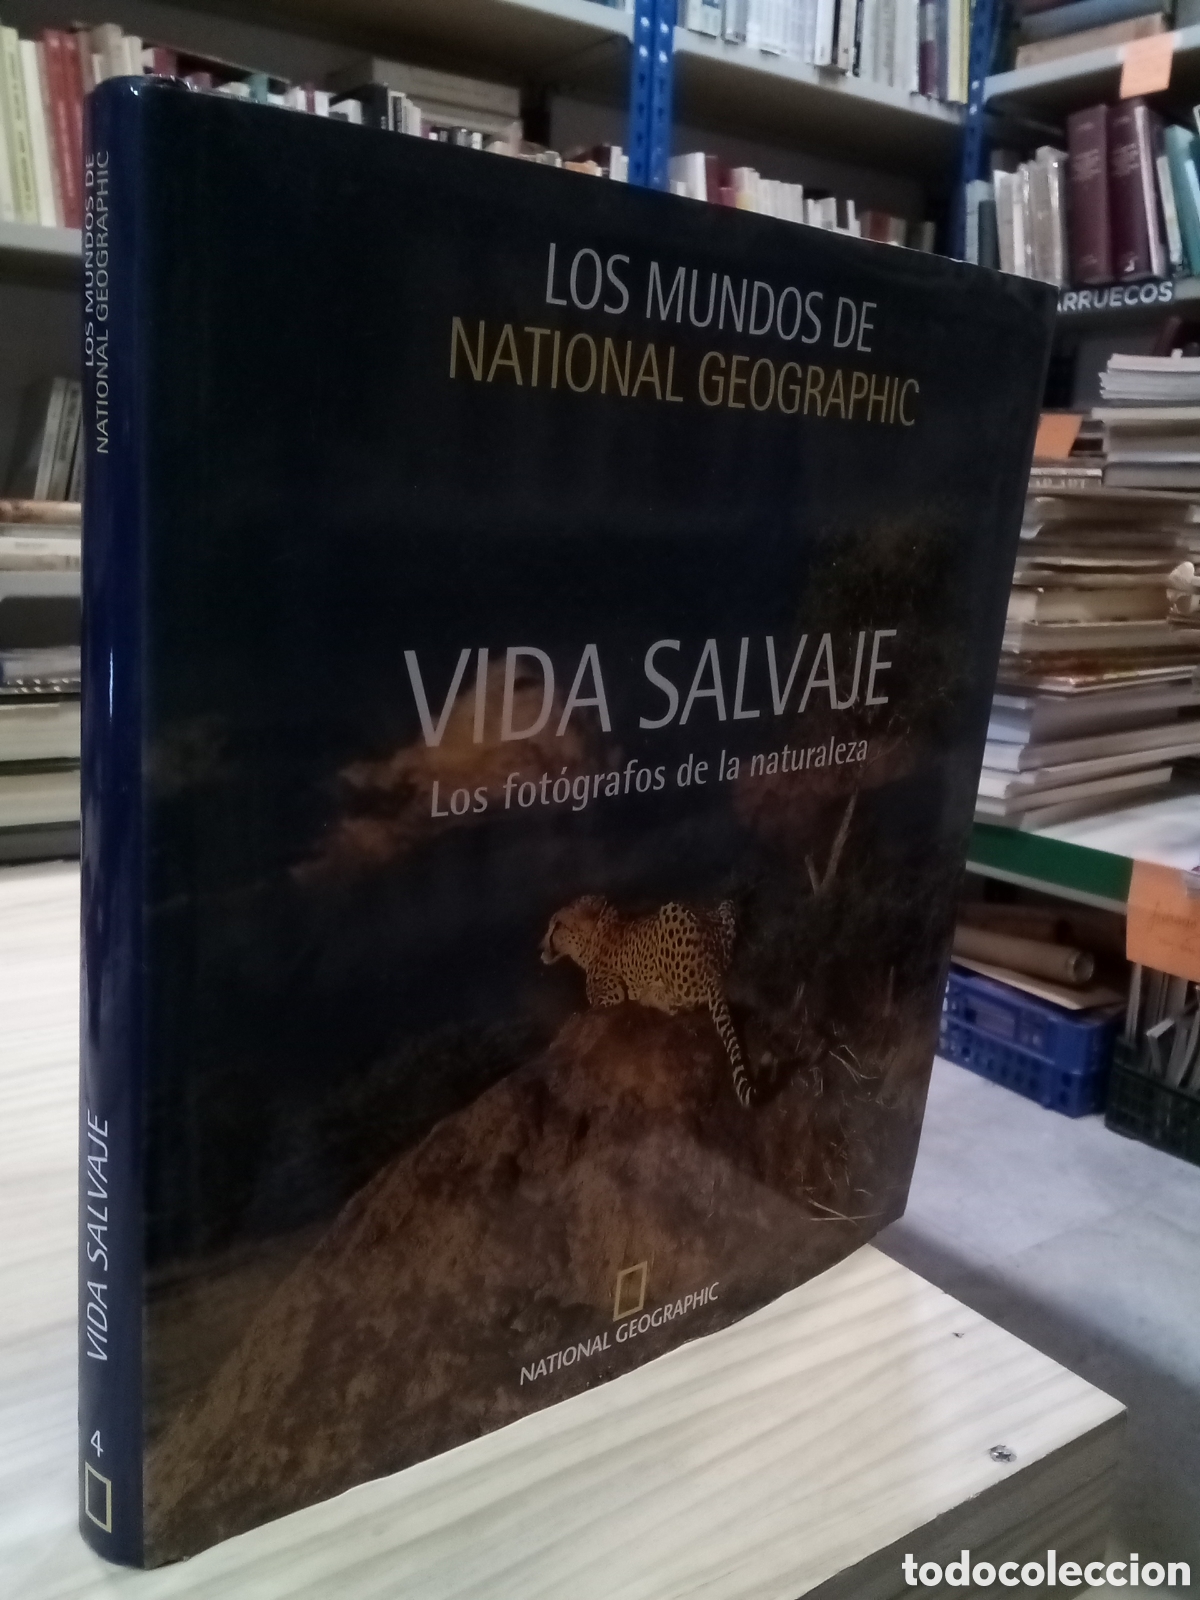 LOS MUNDOS DE
NATIONAL GEOGRAPHIC
VIDA SALVAJE
Los fotógrafos de la naturaleza
NATIONAL GEOGRAPHIC
LOS MUNDOS DE
NATIONAL GEOGRAPHIC
VIDA SALVAJE
4
ARRUECOS
todocoleccion